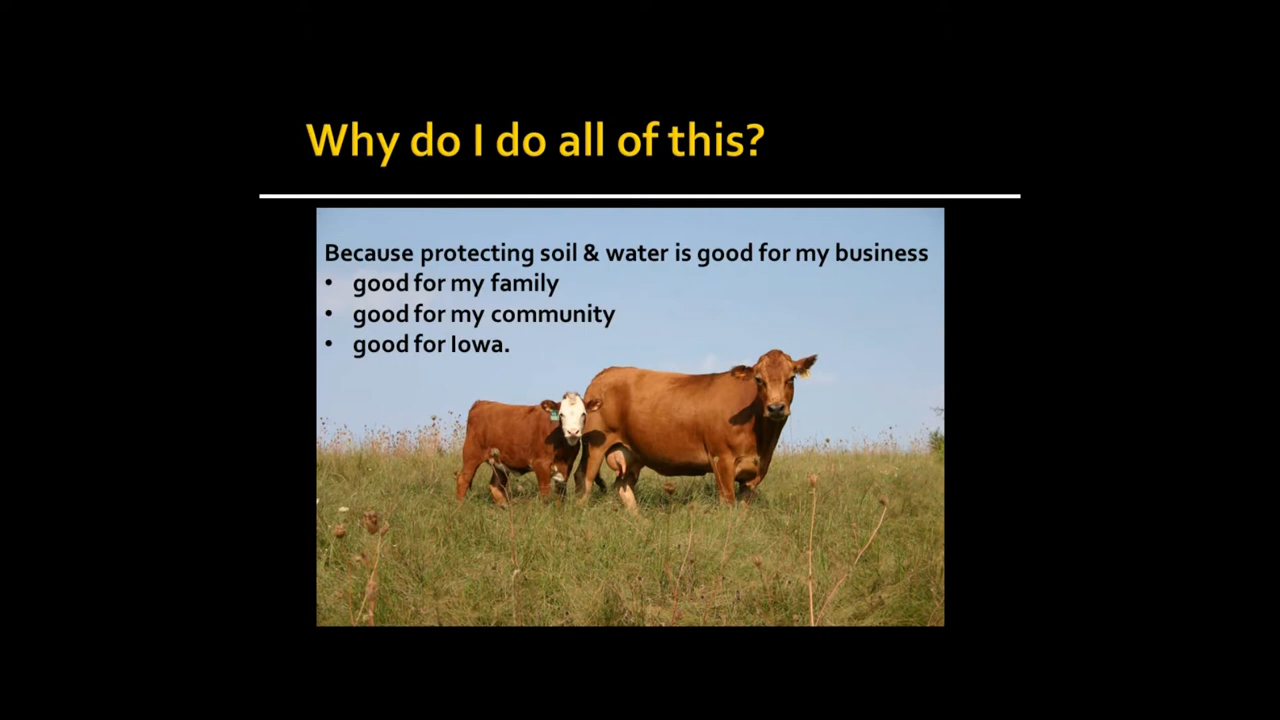 Why do I do all of this?
Because protecting soil & water is good for my business
• good for my family
• good for my community
• good for Iowa.